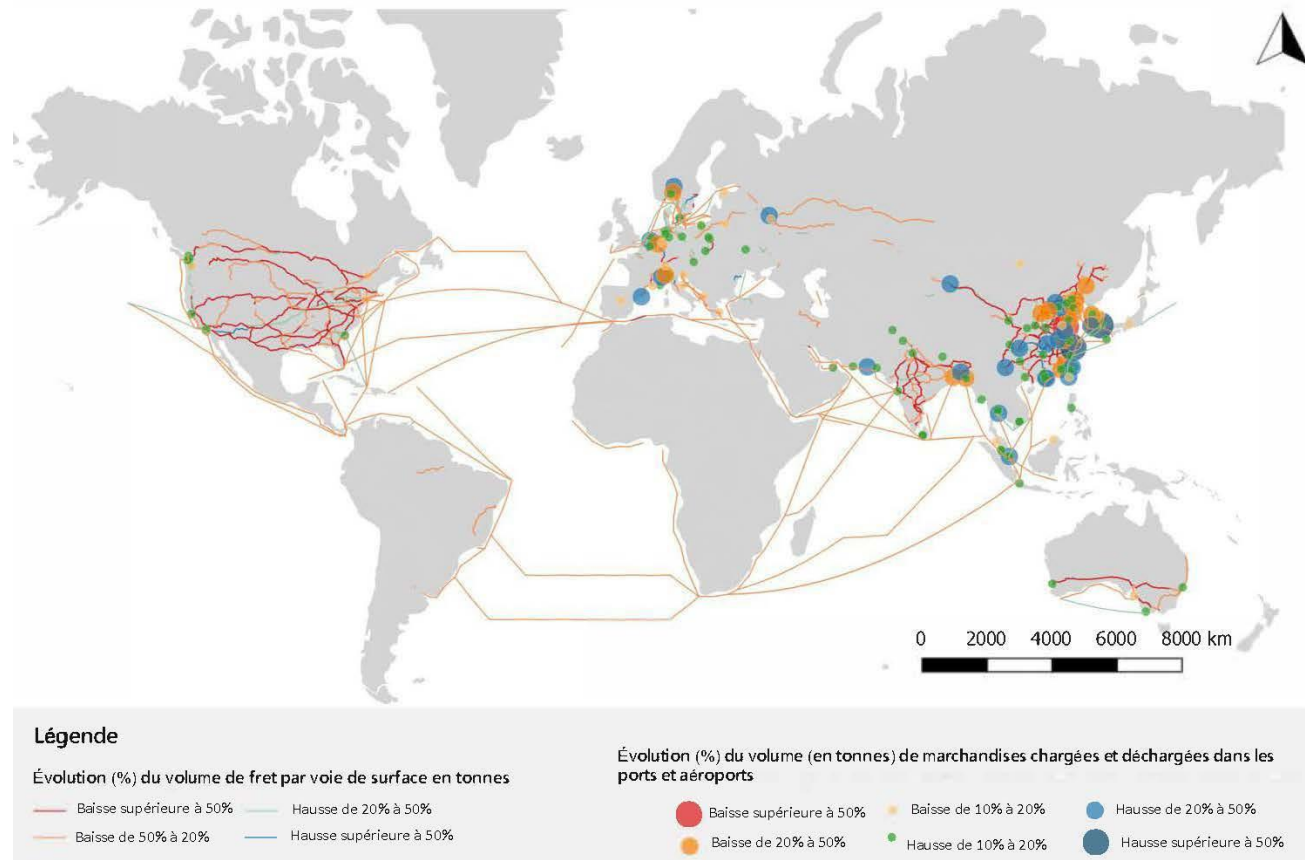 0 2000 4000 6000 8000 km
Légende
Évolution (%) du volume de fret par voie de surface en tonnes
Baisse supérieure à 50% Hausse de 20% à 50%
Baisse de 50% à 20% Hausse supérieure à 50%
Évolution (%) du volume (en tonnes) de marchandises chargées et déchargées dans les
ports et aéroports
Baisse supérieure à 50% Baisse de 10% à 20% Hausse de 20% à 50%
Baisse de 20% à 50% Hausse de 10% à 20% Hausse supérieure à 50%